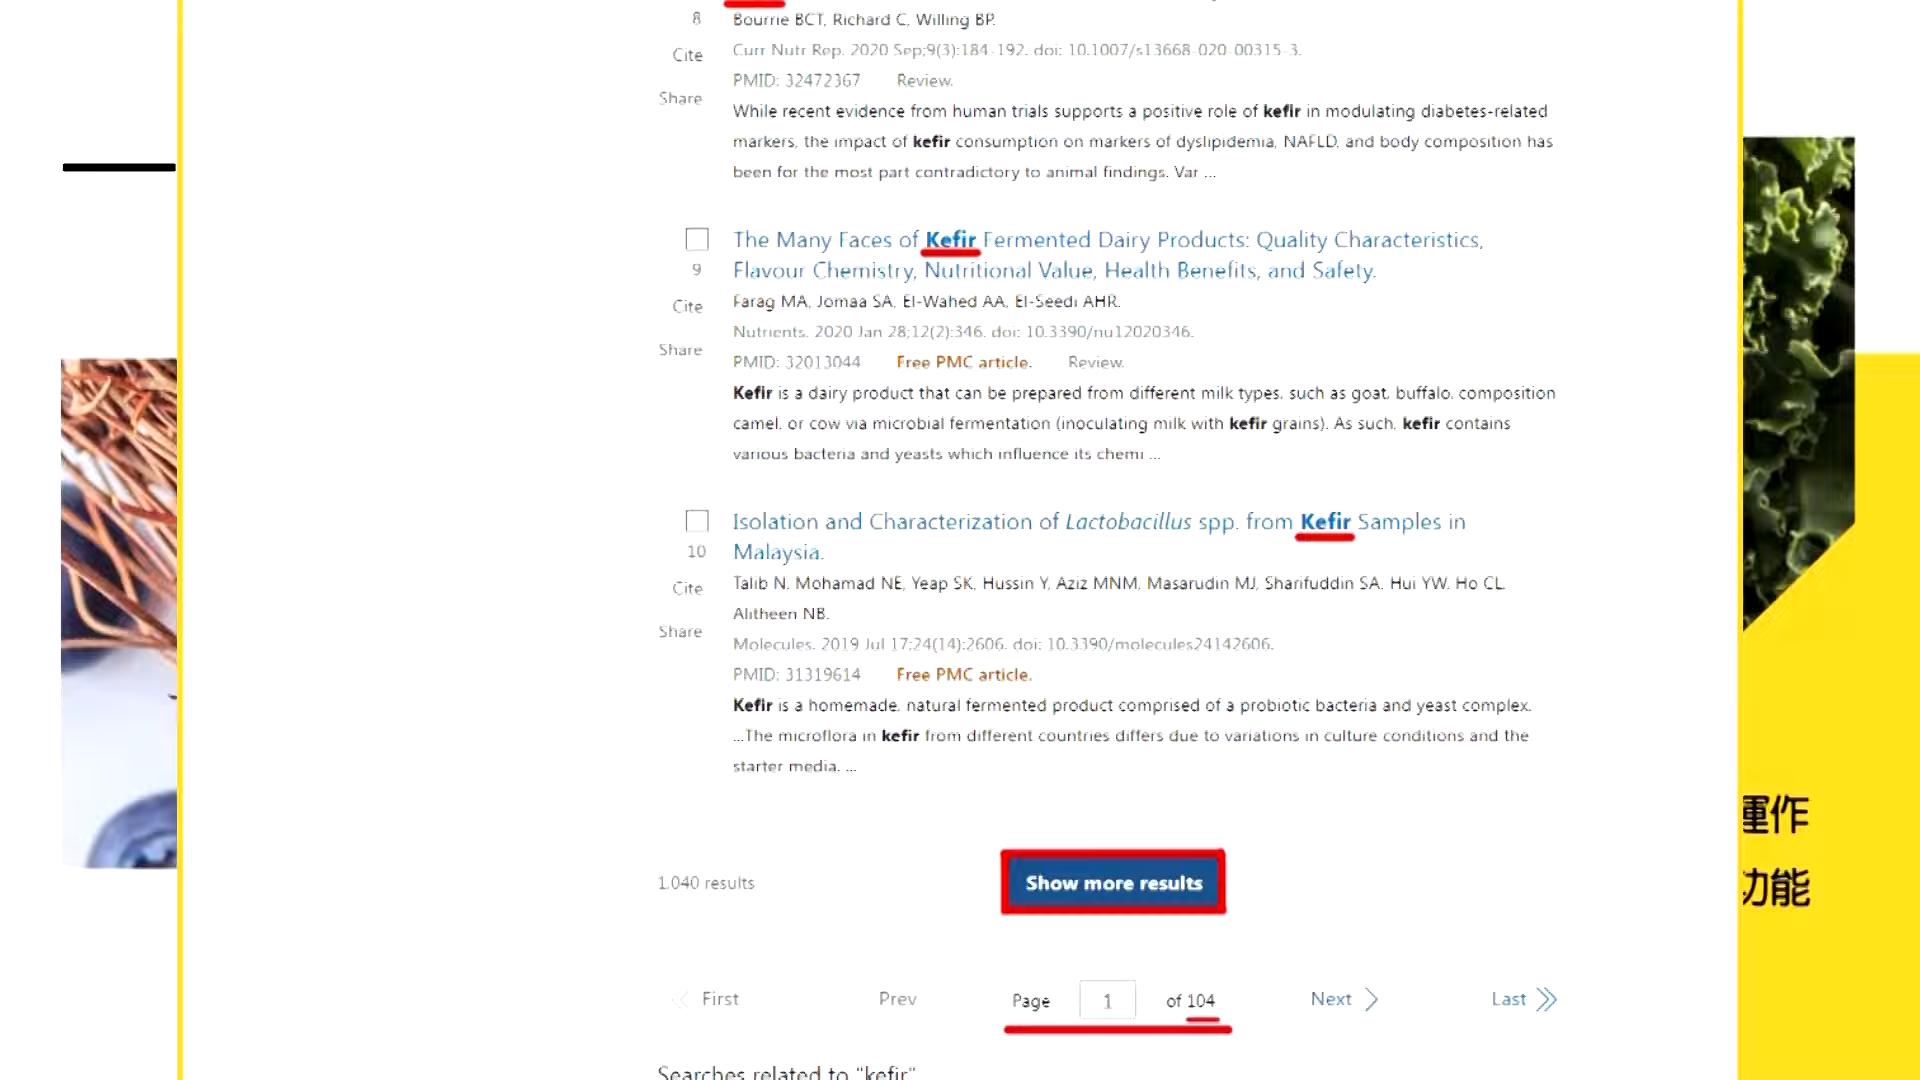 8
Bourrie BCT, Richard C, Willing BP.
Cite
Curr Nutr Rep. 2020 Sep;9(3):184-192. doi: 10.1007/s13668-020-00315-3.
PMID: 32472367 Review.
Share
While recent evidence from human trials supports a positive role of kefir in modulating diabetes-related
markers, the impact of kefir consumption on markers of dyslipidemia, NAFLD, and body composition has
been for the most part contradictory to animal findings. Var ...
The Many Faces of Kefir Fermented Dairy Products: Quality Characteristics,
9
Flavour Chemistry, Nutritional Value, Health Benefits, and Safety.
Cite
Farag MA, Jomaa SA, El-Wahed AA, El-Seedi AHR.
Nutrients. 2020 Jan 28;12(2):346. doi: 10.3390/nu12020346.
Share
PMID: 32013044 Free PMC article. Review.
Kefir is a dairy product that can be prepared from different milk types, such as goat, buffalo, composition
camel, or cow via microbial fermentation (inoculating milk with kefir grains). As such, kefir contains
various bacteria and yeasts which influence its chemi ...
Isolation and Characterization of Lactobacillus spp. from Kefir Samples in
10
Malaysia.
Cite
Talib N, Mohamad NE, Yeap SK, Hussin Y, Aziz MNM, Masarudin MJ, Sharifuddin SA, Hui YW, Ho CL,
Alitheen NB.
Share
Molecules. 2019 Jul 17;24(14):2606. doi: 10.3390/molecules24142606.
PMID: 31319614 Free PMC article.
Kefir is a homemade, natural fermented product comprised of a probiotic bacteria and yeast complex.
...The microflora in kefir from different countries differs due to variations in culture conditions and the
starter media. ...
運作
功能
1,040 results
Show more results
First Prev Page 1 of 104 Next Last
Searches related to "kefir"